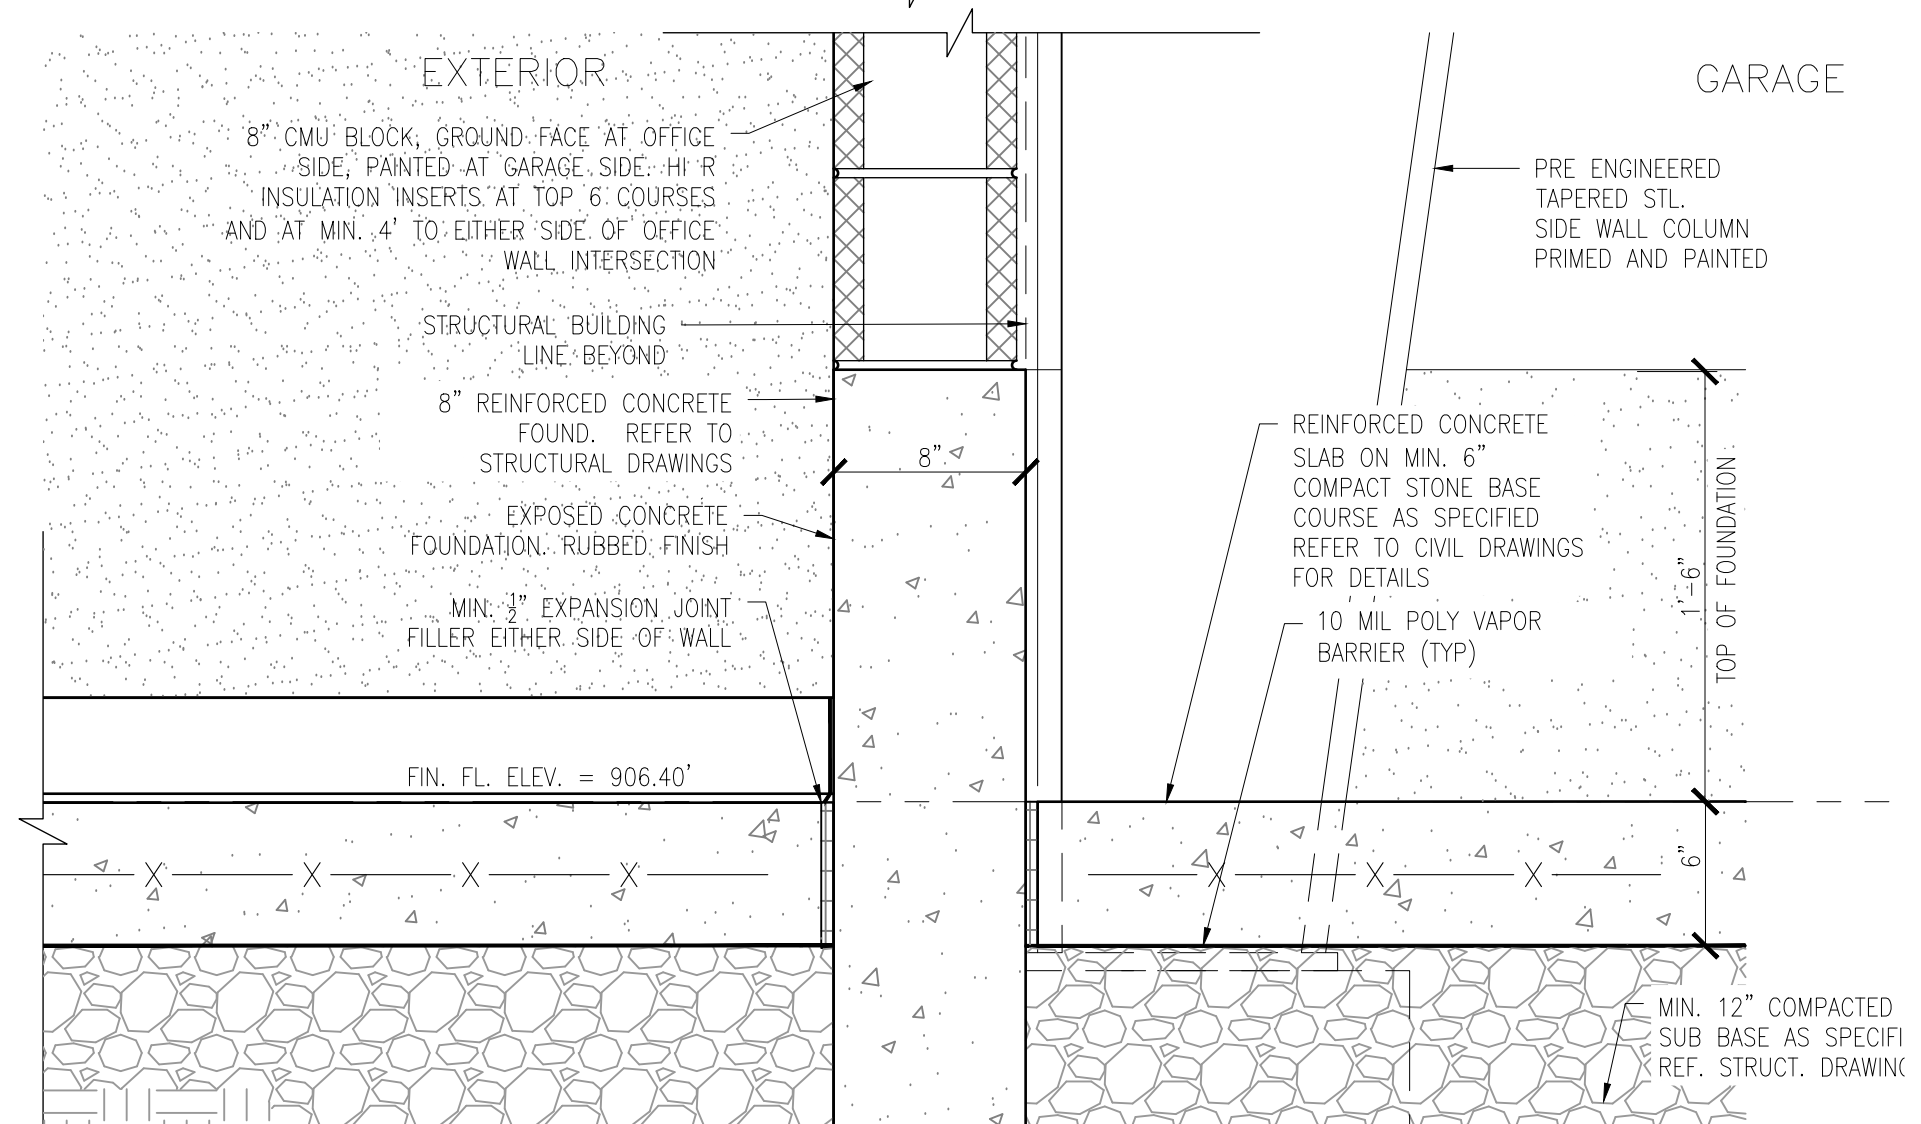 EXTERIOR
GARAGE
8" CMU BLOCK, GROUND FACE AT OFFICE
SIDE, PAINTED AT GARAGE SIDE. HI R
INSULATION INSERTS AT TOP 6 COURSES
AND AT MIN. 4' TO EITHER SIDE OF OFFICE
WALL INTERSECTION
PRE ENGINEERED
TAPERED STL.
SIDE WALL COLUMN
PRIMED AND PAINTED
STRUCTURAL BUILDING
LINE BEYOND
8" REINFORCED CONCRETE
FOUND. REFER TO
STRUCTURAL DRAWINGS
8"
REINFORCED CONCRETE
SLAB ON MIN. 6"
COMPACT STONE BASE
COURSE AS SPECIFIED
REFER TO CIVIL DRAWINGS
FOR DETAILS
EXPOSED CONCRETE
FOUNDATION. RUBBED FINISH
MIN. ½" EXPANSION JOINT
FILLER EITHER SIDE OF WALL
10 MIL POLY VAPOR
BARRIER (TYP)
1'-6"
TOP OF FOUNDATION
FIN. FL. ELEV. = 906.40'
X X X X
X X X
6"
MIN. 12" COMPACTED
SUB BASE AS SPECIFI
REF. STRUCT. DRAWING